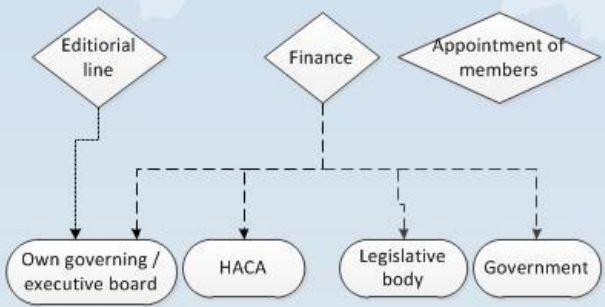 Editiorial
line
Finance
Appointment of
members
Own governing /
executive board
HACA
Legislative
body
Government